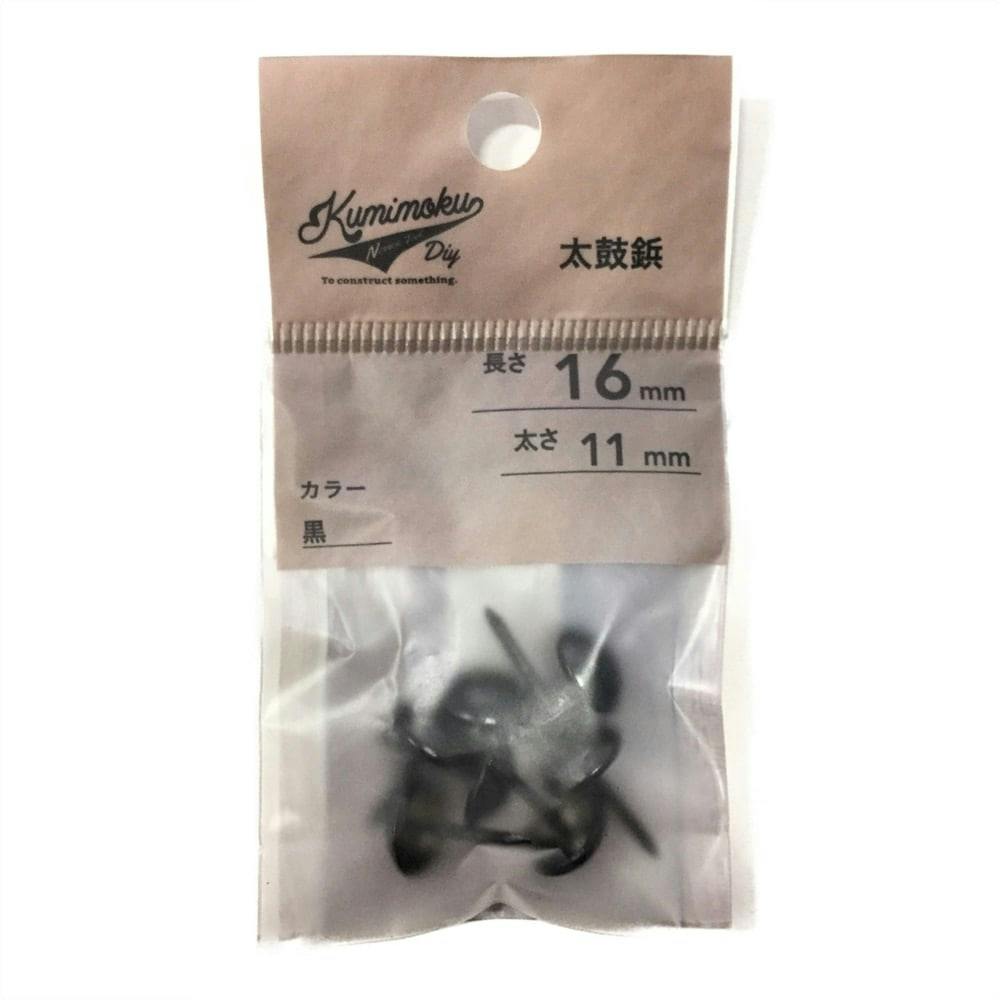 Kumimoku
Diy
To construct something.
太鼓鋲
長さ 16 mm
太さ 11 mm
カラー
黒